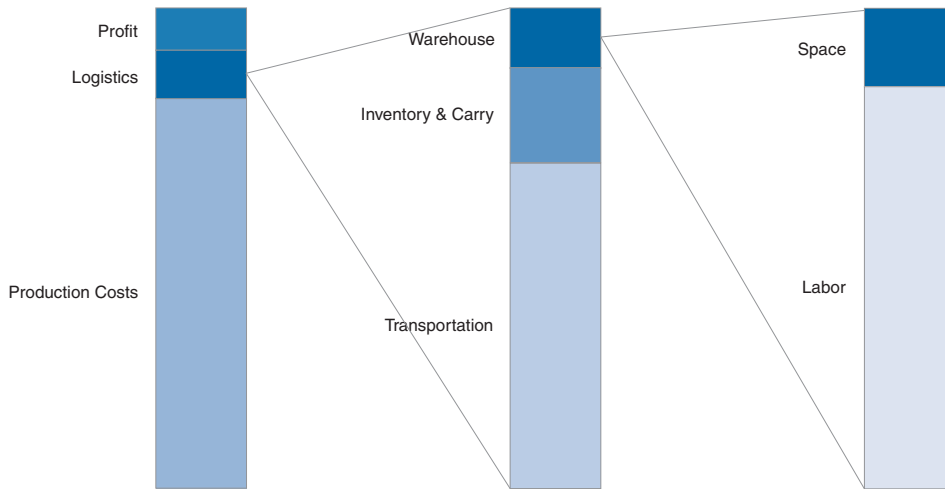 Profit
Logistics
Production Costs
Warehouse
Inventory & Carry
Transportation
Space
Labor